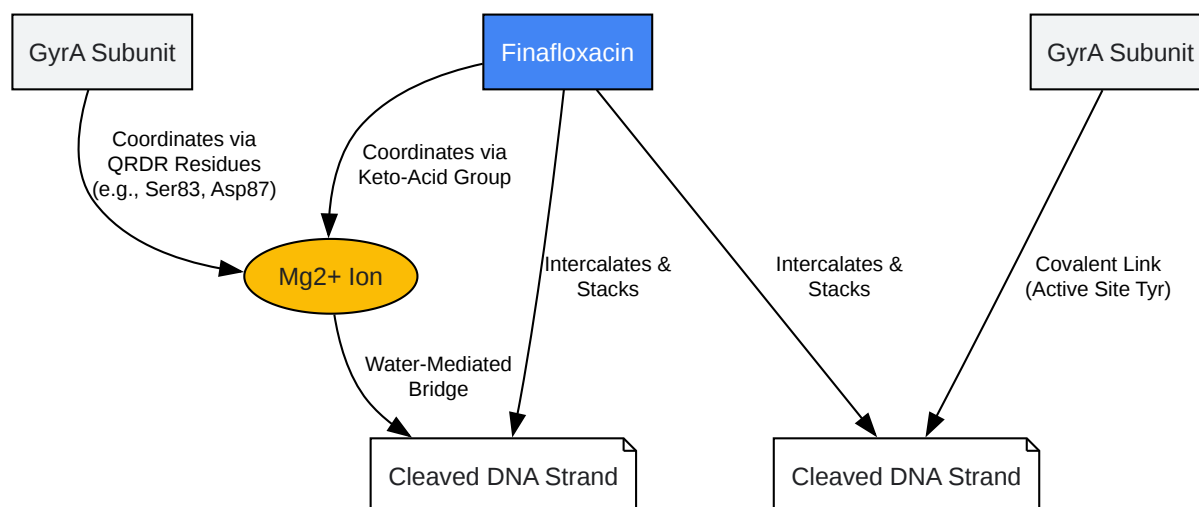 GyrA Subunit
Finafloxacin
GyrA Subunit
Coordinates via
QRDR Residues
(e.g., Ser83, Asp87)
Coordinates via
Keto-Acid Group
Mg2+ Ion
Intercalates &
Stacks
Intercalates &
Stacks
Covalent Link
(Active Site Tyr)
Water-Mediated
Bridge
Cleaved DNA Strand
Cleaved DNA Strand